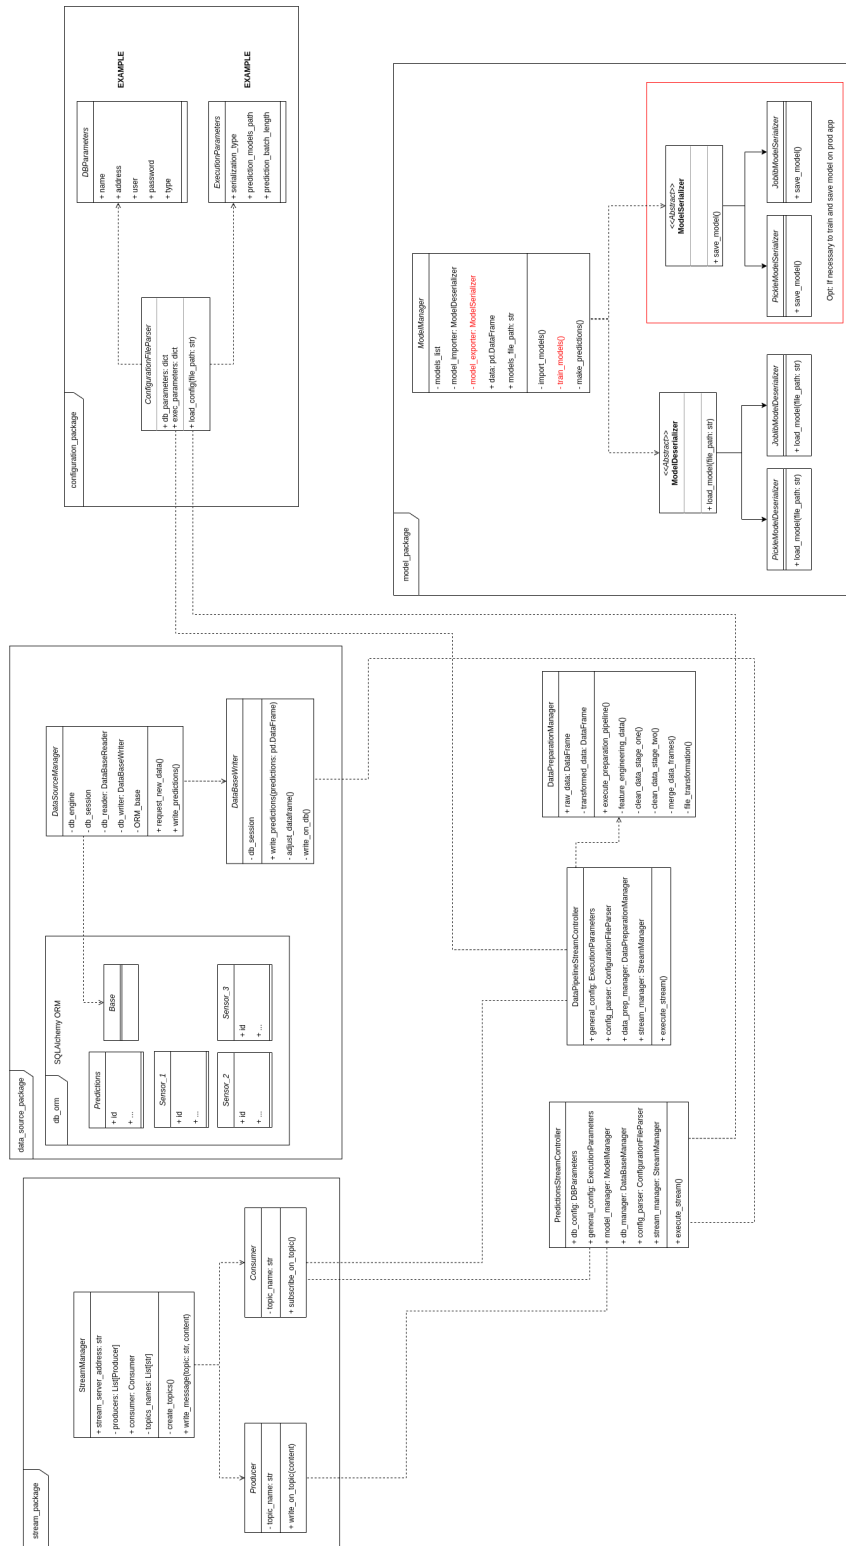 stream_package
StreamManager
+ stream_server_address: str
- producers: List[Producer]
+ consumer: Consumer
- topics_names: List[str]
- create_topics()
+ write_message(topic: str, content)
Producer
- topic_name: str
+ write_on_topic(content)
Consumer
- topic_name: str
+ subscribe_on_topic()
data_source_package
db_orm
SQLAlchemy ORM
Predictions
+ id
+ ...
Base
Sensor_1
+ id
+ ...
Sensor_2
+ id
+ ...
Sensor_3
+ id
+ ...
DataSourceManager
- db_engine
- db_session
- db_reader: DataBaseReader
- db_writer: DataBaseWriter
- ORM_base
+ request_new_data()
+ write_predictions()
DataBaseWriter
- db_session
+ write_predictions(predictions: pd.DataFrame)
- adjust_dataframe()
- write_on_db()
configuration_package
ConfigurationFileParser
+ db_parameters: dict
+ exec_parameters: dict
+ load_config(file_path: str)
DBParameters
+ name
+ address
+ user
+ password
+ type
EXAMPLE
ExecutionParameters
+ serialization_type
+ prediction_models_path
+ prediction_batch_length
EXAMPLE
PredictionsStreamController
+ db_config: DBParameters
+ general_config: ExecutionParameters
+ model_manager: ModelManager
+ db_manager: DataBaseManager
+ config_parser: ConfigurationFileParser
+ stream_manager: StreamManager
+ execute_stream()
DataPipelineStreamController
+ general_config: ExecutionParameters
+ config_parser: ConfigurationFileParser
+ data_prep_manager: DataPreparationManager
+ stream_manager: StreamManager
+ execute_stream()
DataPreparationManager
+ raw_data: DataFrame
- transformed_data: DataFrame
+ execute_preparation_pipeline()
- feature_engineering_data()
- clean_data_stage_one()
- clean_data_stage_two()
- merge_data_frames()
- file_transformation()
model_package
ModelManager
- models_list
- model_importer: ModelDeserializer
- model_exporter: ModelSerializer
+ data: pd.DataFrame
+ models_file_path: str
- import_models()
- train_models()
- make_predictions()
<<Abstract>>
ModelDeserializer
+ load_model(file_path: str)
PickleModelDeserializer
+ load_model(file_path: str)
JoblibModelDeserializer
+ load_model(file_path: str)
<<Abstract>>
ModelSerializer
+ save_model()
PickleModelSerializer
+ save_model()
JoblibModelSerializer
+ save_model()
Opt: If necessary to train and save model on prod app